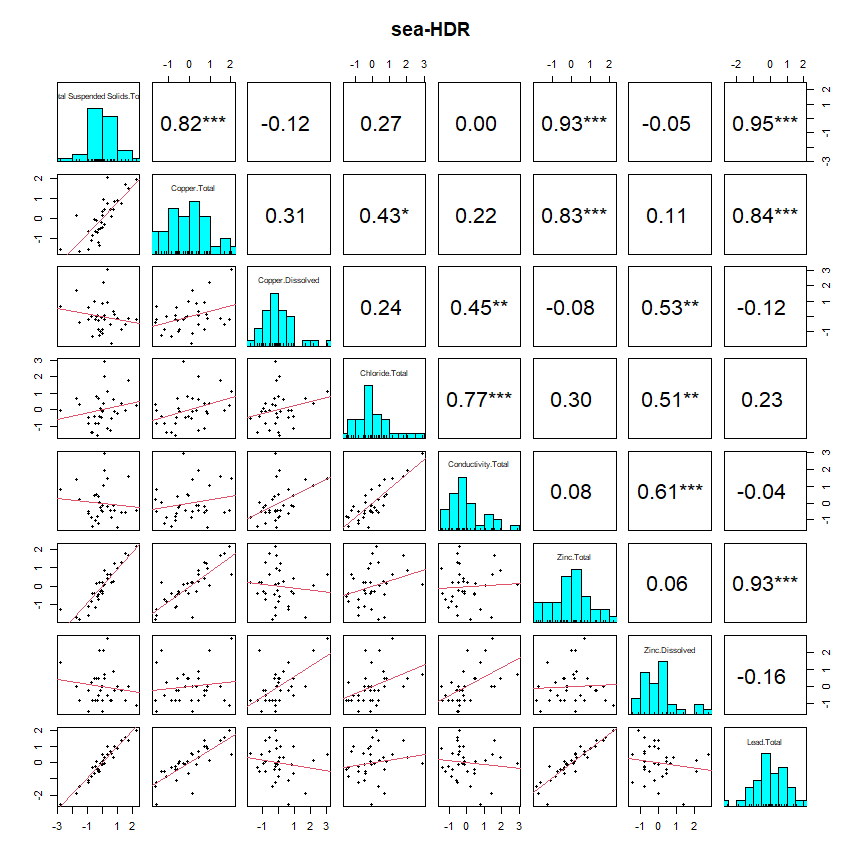 sea-HDR
-1 0 1 2
-1 0 1 2 3
-1 0 1 2
-2 0 1 2
tal Suspended Solids.To
0.82***
-0.12
0.27
0.00
0.93***
-0.05
0.95***
-3 -1 1 2
-1 0 1 2
Copper.Total
0.31
0.43*
0.22
0.83***
0.11
0.84***
Copper.Dissolved
0.24
0.45**
-0.08
0.53**
-0.12
-1 1 2 3
-1 0 1 2 3
Chloride.Total
0.77***
0.30
0.51**
0.23
Conductivity.Total
0.08
0.61***
-0.04
-1 1 2 3
-1 0 1 2
Zinc.Total
0.06
0.93***
Zinc.Dissolved
-0.16
-1 0 1 2
-2 0 1 2
Lead.Total
-3 -1 1 2
-1 0 1 2 3
-1 0 1 2 3
-1 0 1 2